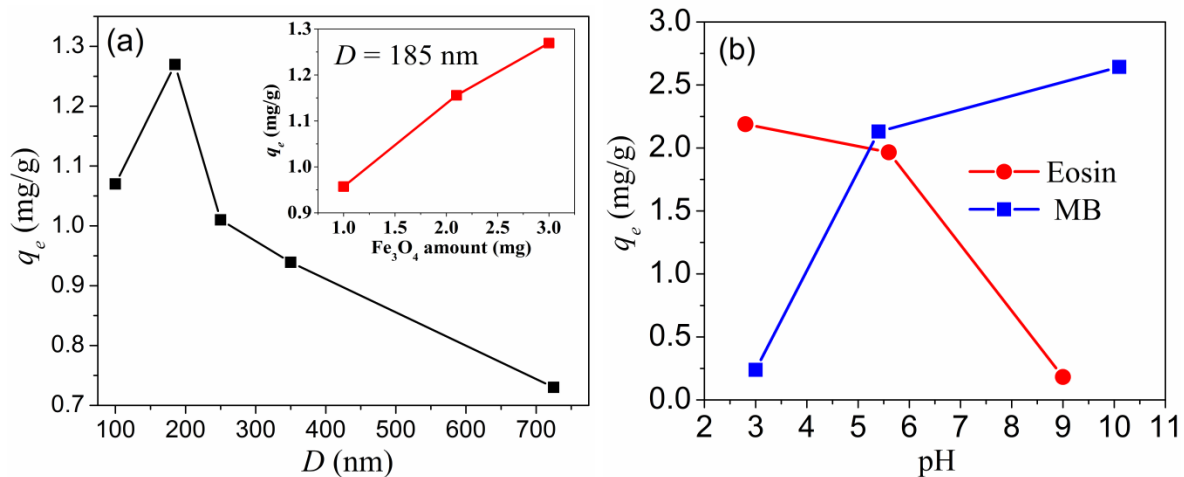 (a)
1.3
1.2
1.1
1.0
0.9
0.8
0.7
q_e (mg/g)
100 200 300 400 500 600 700
D (nm)
D = 185 nm
1.3
1.2
1.1
1.0
0.9
q_e (mg/g)
1.0 1.5 2.0 2.5 3.0
Fe₃O₄ amount (mg)
(b)
3.0
2.5
2.0
1.5
1.0
0.5
0.0
q_e (mg/g)
Eosin
MB
2 3 4 5 6 7 8 9 10 11
pH